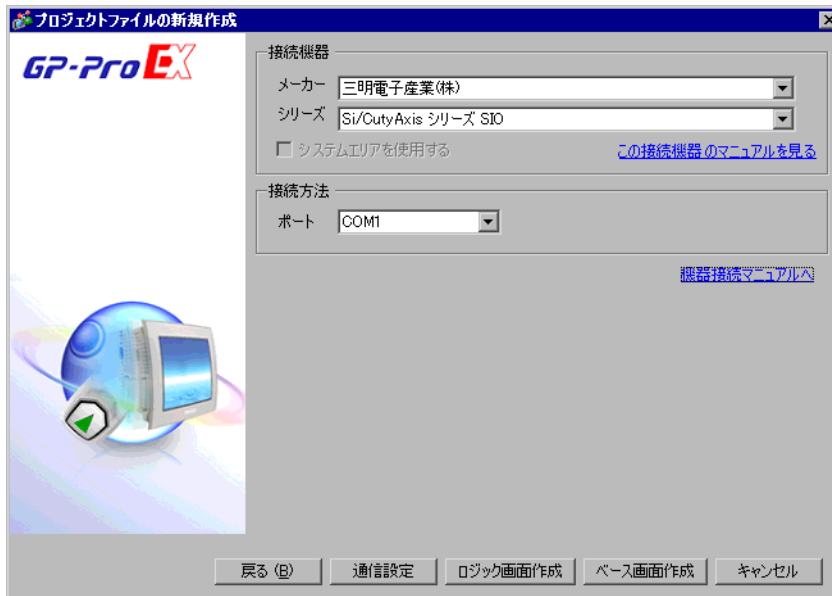 プロジェクトファイルの新規作成
GP-Pro EX
接続機器
メーカー 三明電子産業(株)
シリーズ Si/CutyAxis シリーズ SIO
システムエリアを使用する この接続機器のマニュアルを見る
接続方法
ポート COM1
機器接続マニュアルへ
戻る (B) 通信設定 ロジック画面作成 ベース画面作成 キャンセル